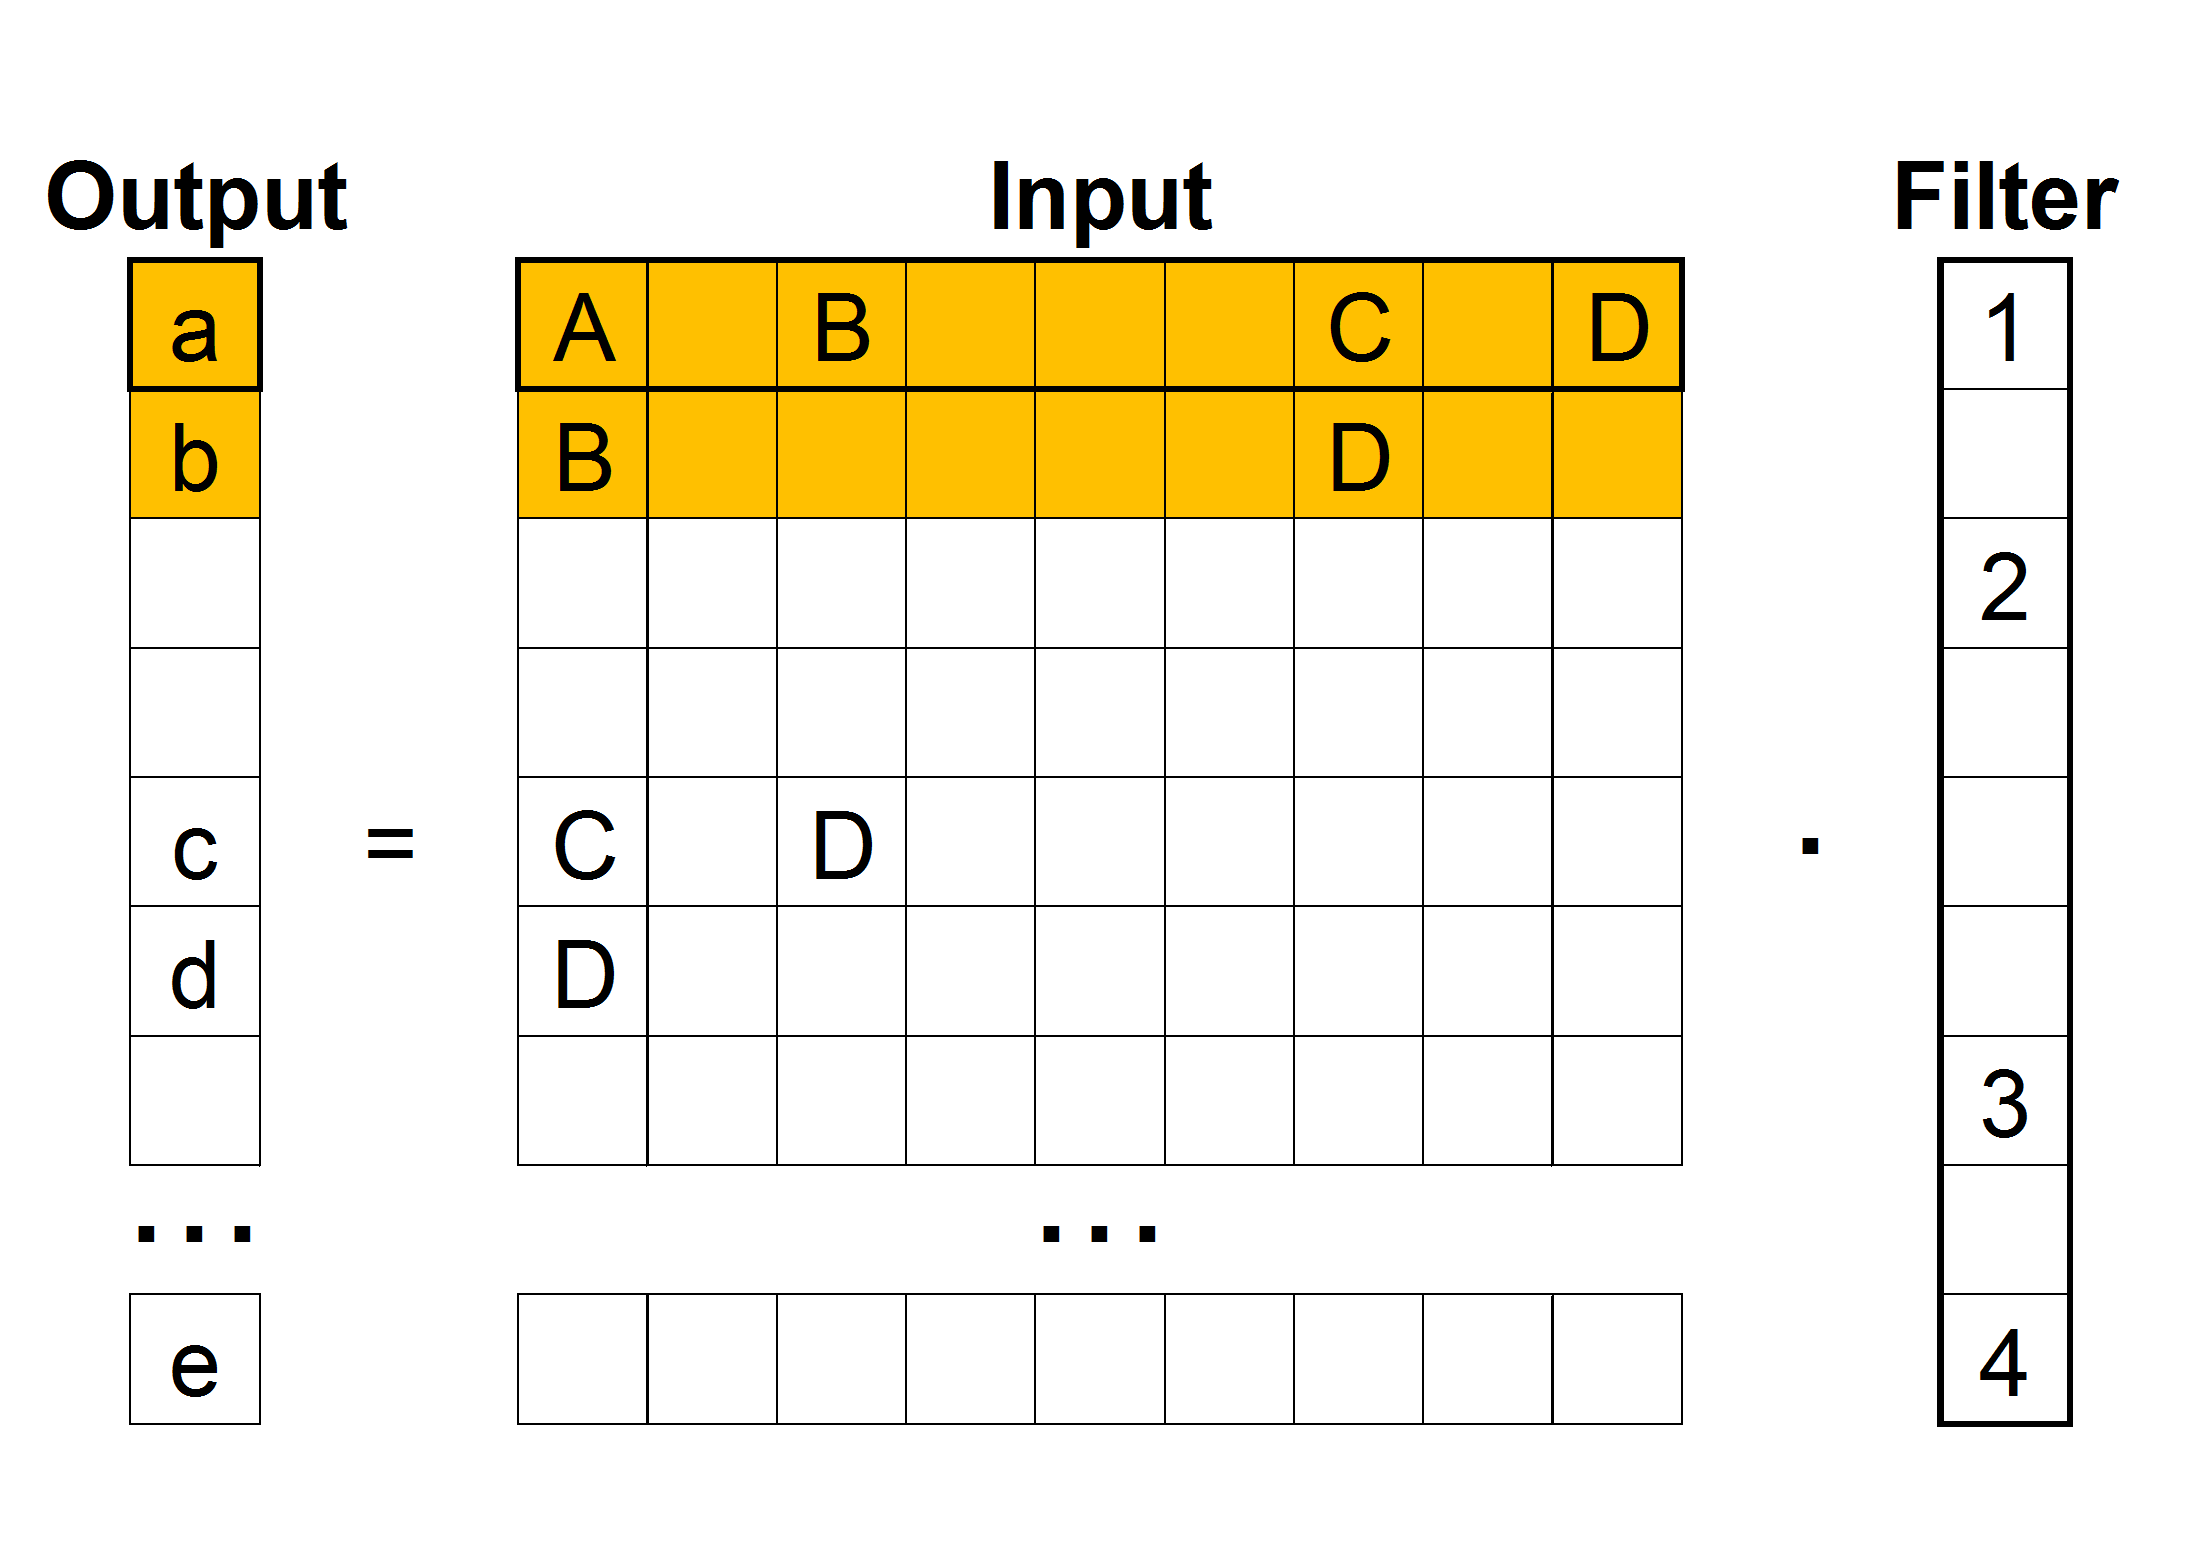 Output Input Filter
a A B C D 1
b B D
2
c = C D .
d D
3
... ...
e 4